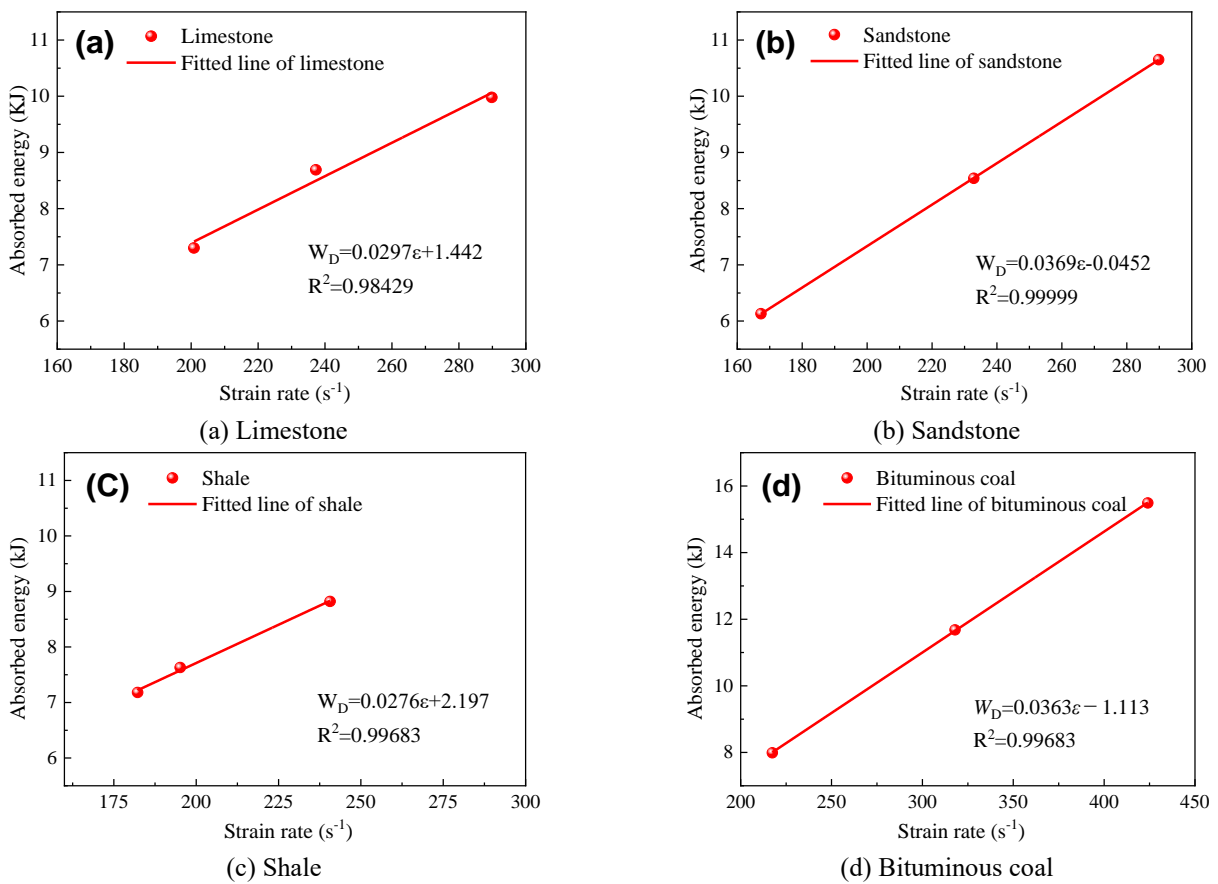 (a)
Limestone
Fitted line of limestone
Absorbed energy (KJ)
11
10
9
8
7
6
W_D=0.0297ε+1.442
R²=0.98429
160 180 200 220 240 260 280 300
Strain rate (s⁻¹)
(a) Limestone
(b)
Sandstone
Fitted line of sandstone
Absorbed energy (kJ)
11
10
9
8
7
6
W_D=0.0369ε-0.0452
R²=0.99999
160 180 200 220 240 260 280 300
Strain rate (s⁻¹)
(b) Sandstone
(C)
Shale
Fitted line of shale
Absorbed energy (kJ)
11
10
9
8
7
6
W_D=0.0276ε+2.197
R²=0.99683
175 200 225 250 275 300
Strain rate (s⁻¹)
(c) Shale
(d)
Bituminous coal
Fitted line of bituminous coal
Absorbed energy (kJ)
16
14
12
10
8
W_D=0.0363ε−1.113
R²=0.99683
200 250 300 350 400 450
Strain rate (s⁻¹)
(d) Bituminous coal